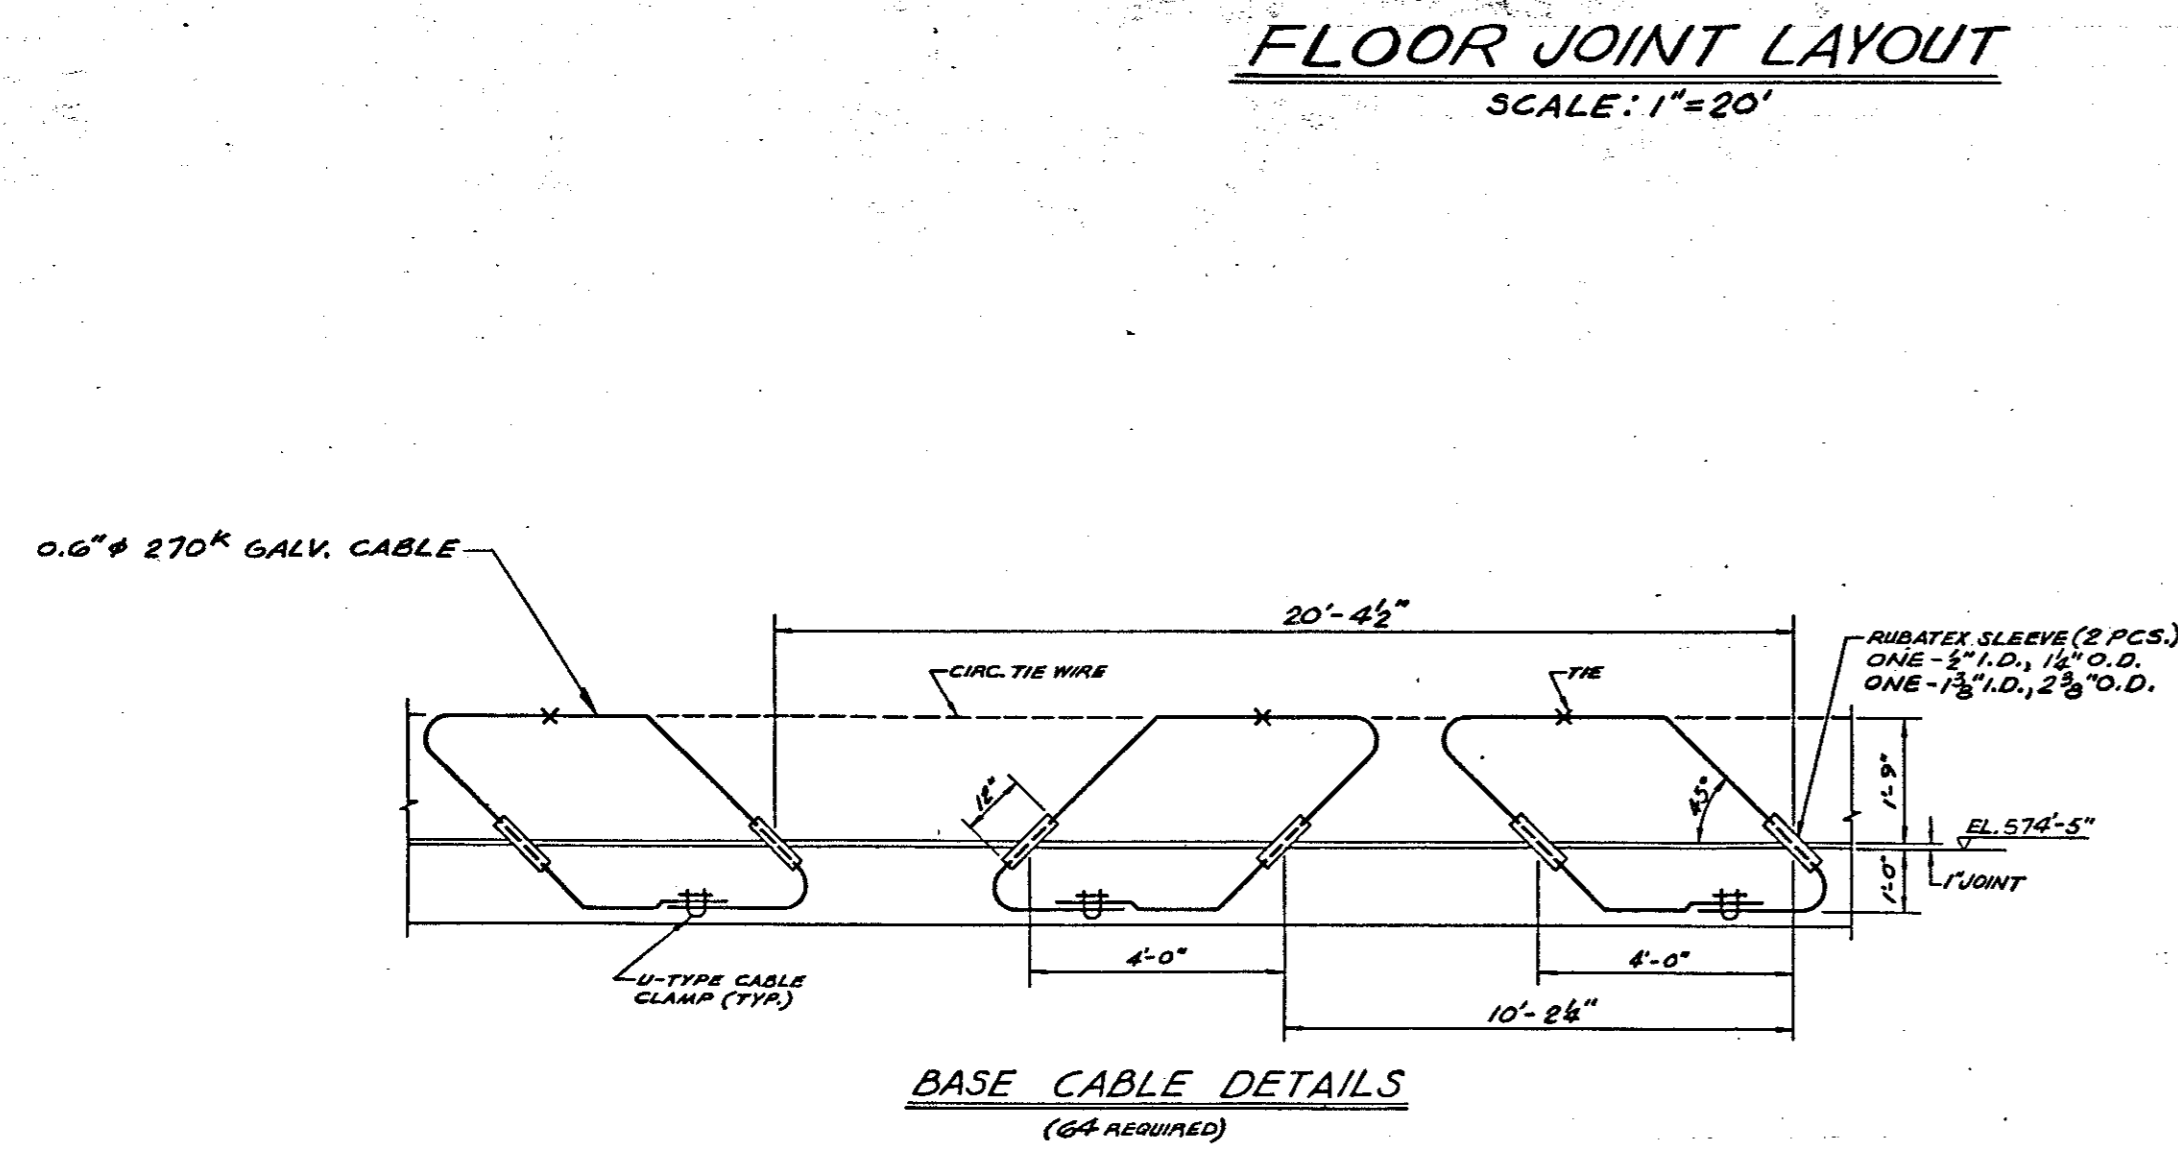 FLOOR JOINT LAYOUT
SCALE: 1"=20'
0.6"ϕ 270K GALV. CABLE
20'-4½"
CIRC. TIE WIRE
TIE
RUBATEX SLEEVE (2 PCS.)
ONE-½" I.D., 1¼" O.D.
ONE-1⅜" I.D., 2⅜" O.D.
12"
45°
1'-9"
EL. 574'-5"
1'-0"
1" JOINT
4'-0"
4'-0"
U-TYPE CABLE
CLAMP (TYP.)
10'-2¼"
BASE CABLE DETAILS
(64 REQUIRED)